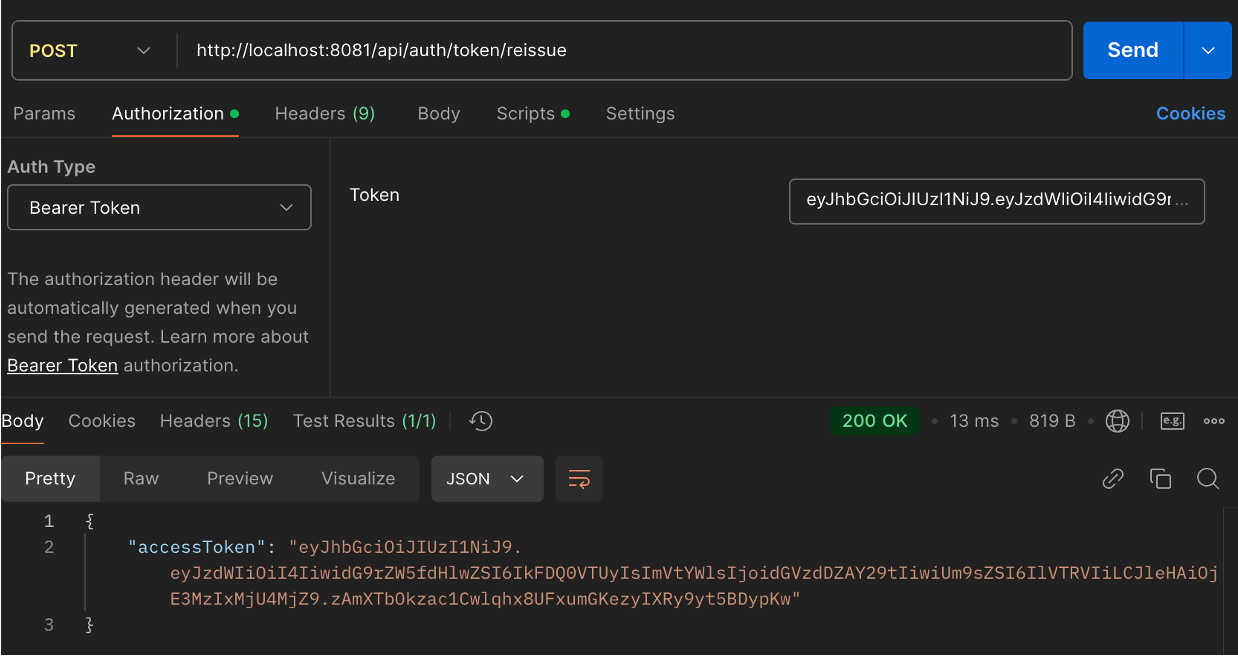 POST http://localhost:8081/api/auth/token/reissue Send
Params Authorization Headers (9) Body Scripts Settings Cookies
Auth Type
Bearer Token
Token
eyJhbGciOiJIUzI1NiJ9.eyJzdWIiOiI4IiwidG9r...
The authorization header will be
automatically generated when you
send the request. Learn more about
Bearer Token authorization.
Body Cookies Headers (15) Test Results (1/1) 200 OK • 13 ms • 819 B • e.g.
Pretty Raw Preview Visualize JSON
1 {
2 "accessToken": "eyJhbGciOiJIUzI1NiJ9.
eyJzdWIiOiI4IiwidG9rZW5fdHlwZSI6IkFDQ0VTUyIsImVtYWlsIjoidGVzdDZAY29tIiwiUm9sZSI6IlVTRVIiLCJleHAiOj
E3MzIxMjU4MjZ9.zAmXTbOkzac1Cwlqhx8UFxumGKezyIXRy9yt5BDypKw"
3 }